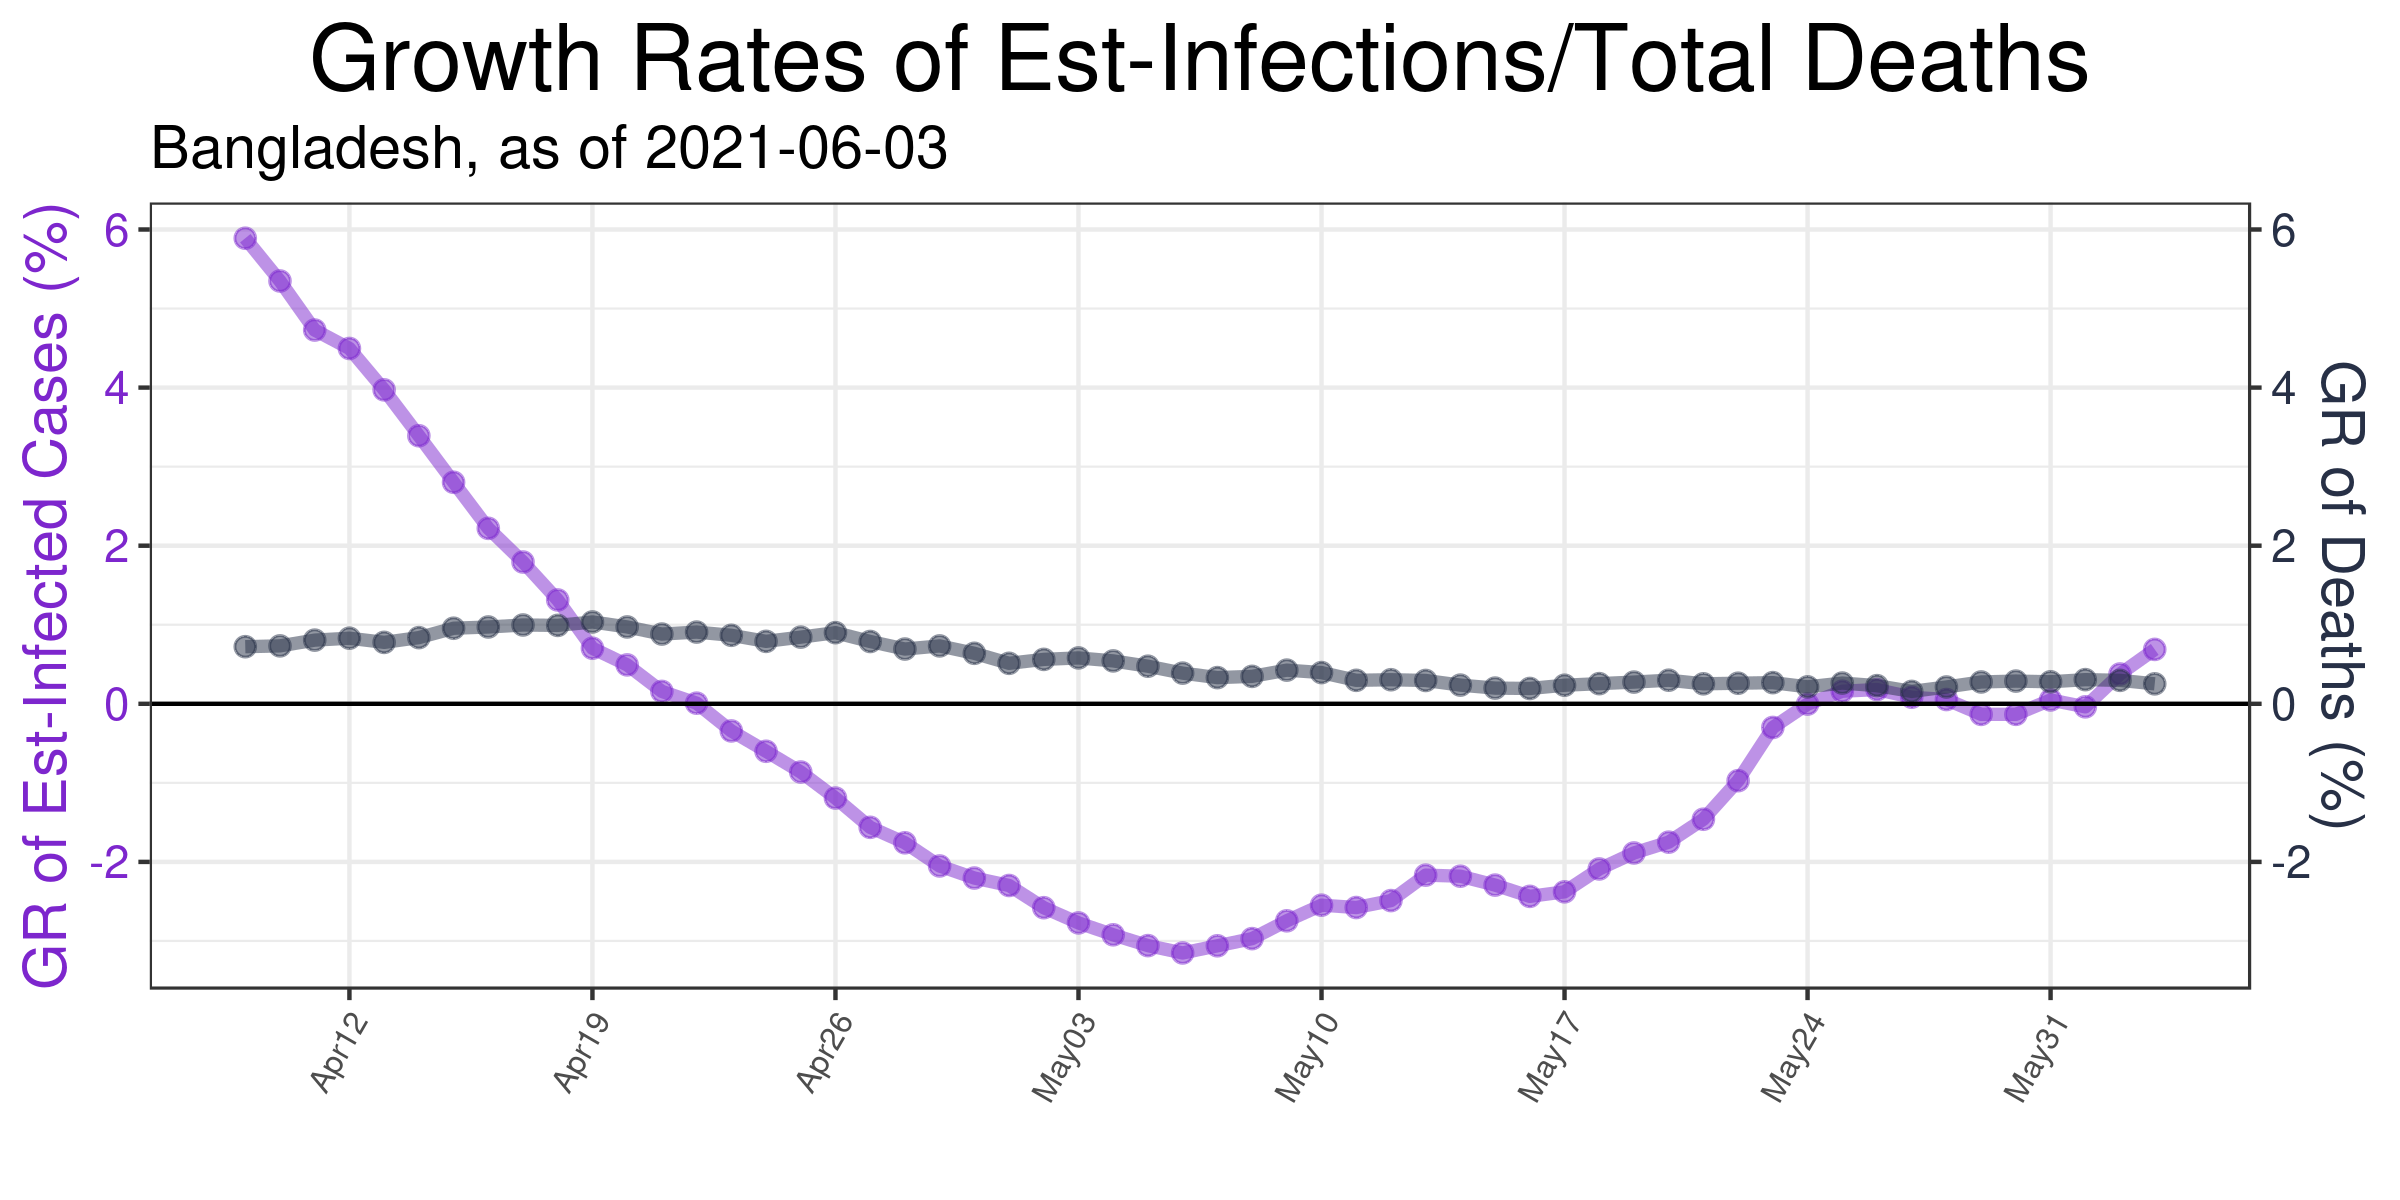 Growth Rates of Est-Infections/Total Deaths
Bangladesh, as of 2021-06-03
GR of Est-Infected Cases (%)
6
4
2
0
-2
6
4
2
0
-2
GR of Deaths (%)
Apr12
Apr19
Apr26
May03
May10
May17
May24
May31